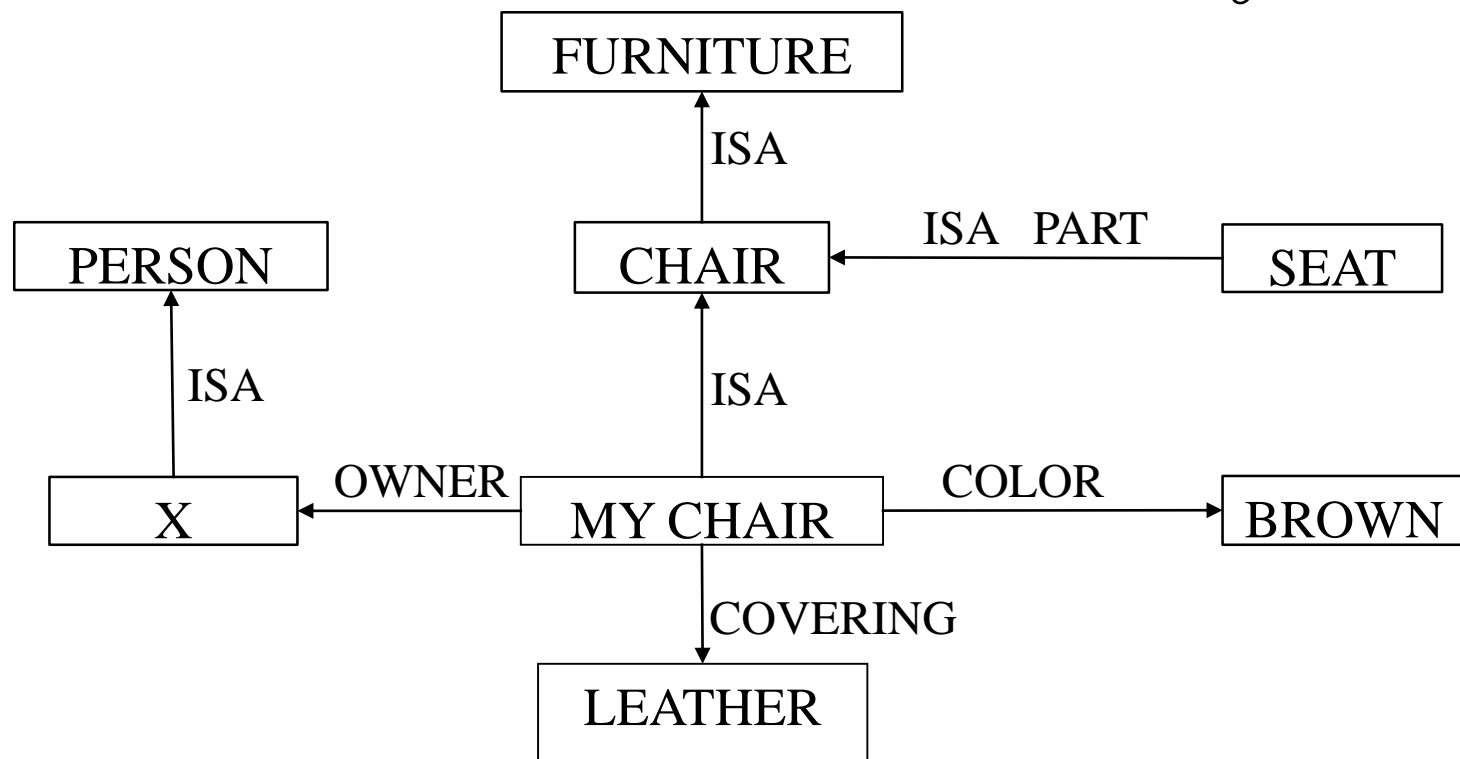 FURNITURE
ISA
ISA PART
PERSON
CHAIR
SEAT
ISA
ISA
OWNER
COLOR
X
MY CHAIR
BROWN
COVERING
LEATHER